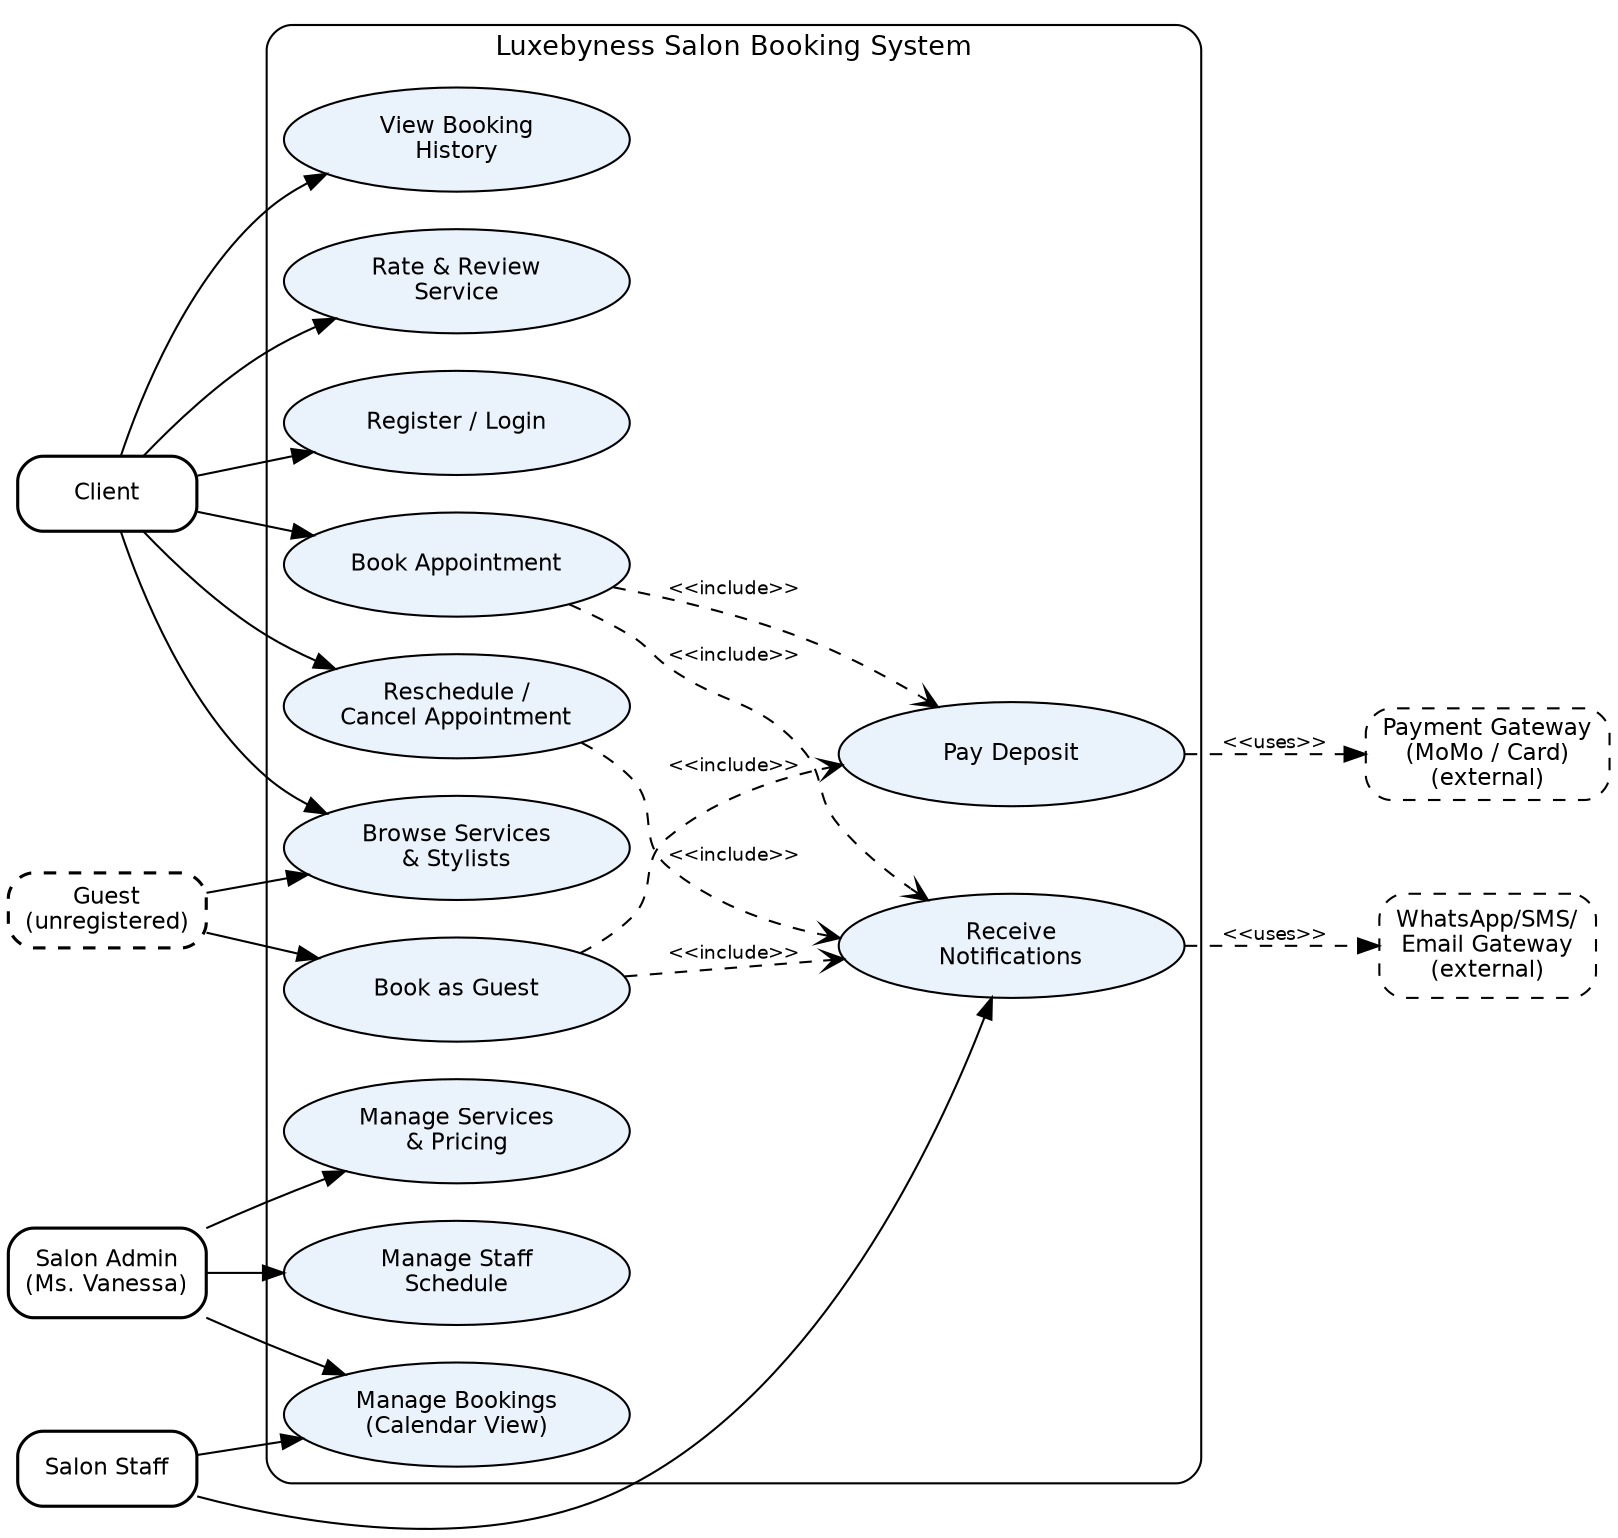 Luxebyness Salon Booking System
View Booking
History
Rate & Review
Service
Register / Login
Client
Book Appointment
<<include>>
<<include>>
Reschedule /
Cancel Appointment
Pay Deposit
<<uses>>
Payment Gateway
(MoMo / Card)
(external)
<<include>>
Browse Services
& Stylists
<<include>>
Guest
(unregistered)
Receive
Notifications
<<uses>>
WhatsApp/SMS/
Email Gateway
(external)
<<include>>
Book as Guest
Manage Services
& Pricing
Salon Admin
(Ms. Vanessa)
Manage Staff
Schedule
Manage Bookings
(Calendar View)
Salon Staff